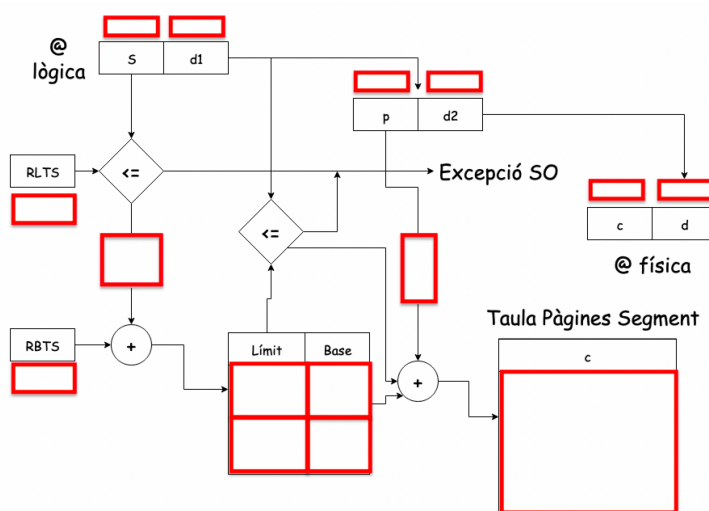 @
lògica
S d1
p d2
RLTS
<=
Excepció SO
<=
c d
@ física
RBTS
+
Límit Base
+
Taula Pàgines Segment
c